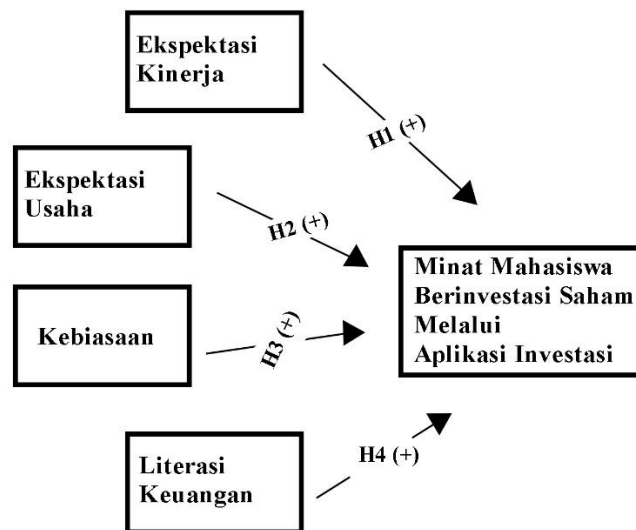 Ekspektasi
Kinerja
H1 (+)
Ekspektasi
Usaha
H2 (+)
Minat Mahasiswa
Berinvestasi Saham
Melalui
Aplikasi Investasi
Kebiasaan
H3 (+)
Literasi
Keuangan
H4 (+)